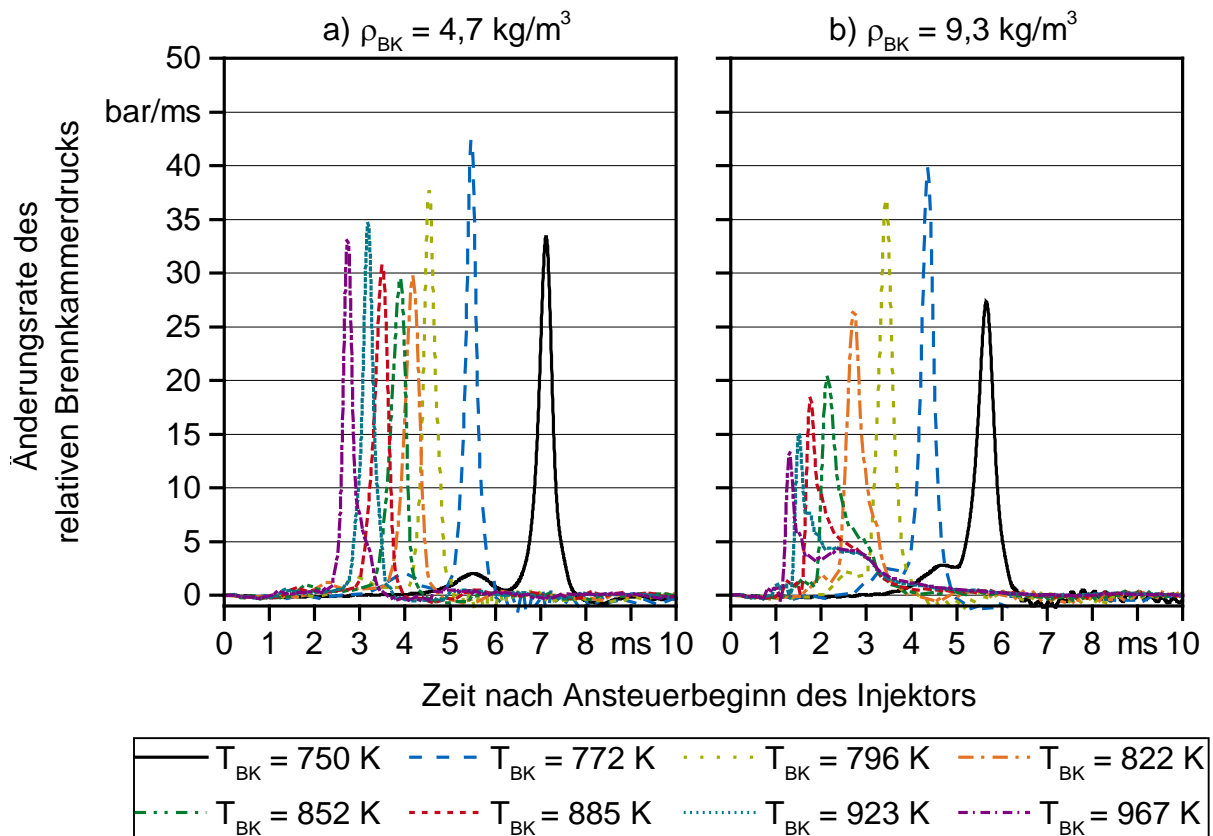 a) ρBK = 4,7 kg/m³ b) ρBK = 9,3 kg/m³
Änderungsrate des
relativen Brennkammerdrucks
50
bar/ms
40
35
30
25
20
15
10
5
0
0 1 2 3 4 5 6 7 8 ms 10 0 1 2 3 4 5 6 7 8 ms 10
Zeit nach Ansteuerbeginn des Injektors
TBK = 750 K TBK = 772 K TBK = 796 K TBK = 822 K
TBK = 852 K TBK = 885 K TBK = 923 K TBK = 967 K